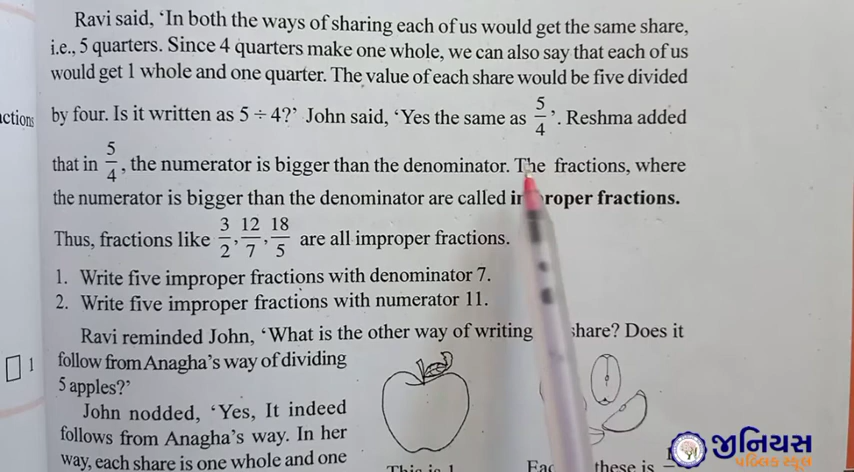 Ravi said, ‘In both the ways of sharing each of us would get the same share,
i.e., 5 quarters. Since 4 quarters make one whole, we can also say that each of us
would get 1 whole and one quarter. The value of each share would be five divided
by four. Is it written as 5 ÷ 4?’ John said, ‘Yes the same as 5/4’. Reshma added
that in 5/4, the numerator is bigger than the denominator. The fractions, where
the numerator is bigger than the denominator are called fractions.
Thus, fractions like 3/2, 12/7, 18/5 are all improper fractions.
1. Write five improper fractions with denominator 7.
2. Write five improper fractions with numerator 11.
Ravi reminded John, ‘What is the other way of writing share? Does it
follow from Anagha’s way of dividing
5 apples?’
John nodded, ‘Yes, It indeed
follows from Anagha’s way. In her
way, each share is one whole and one
This is 1
these is
1
જીનિયસ
પબ્લિક સ્કૂલ